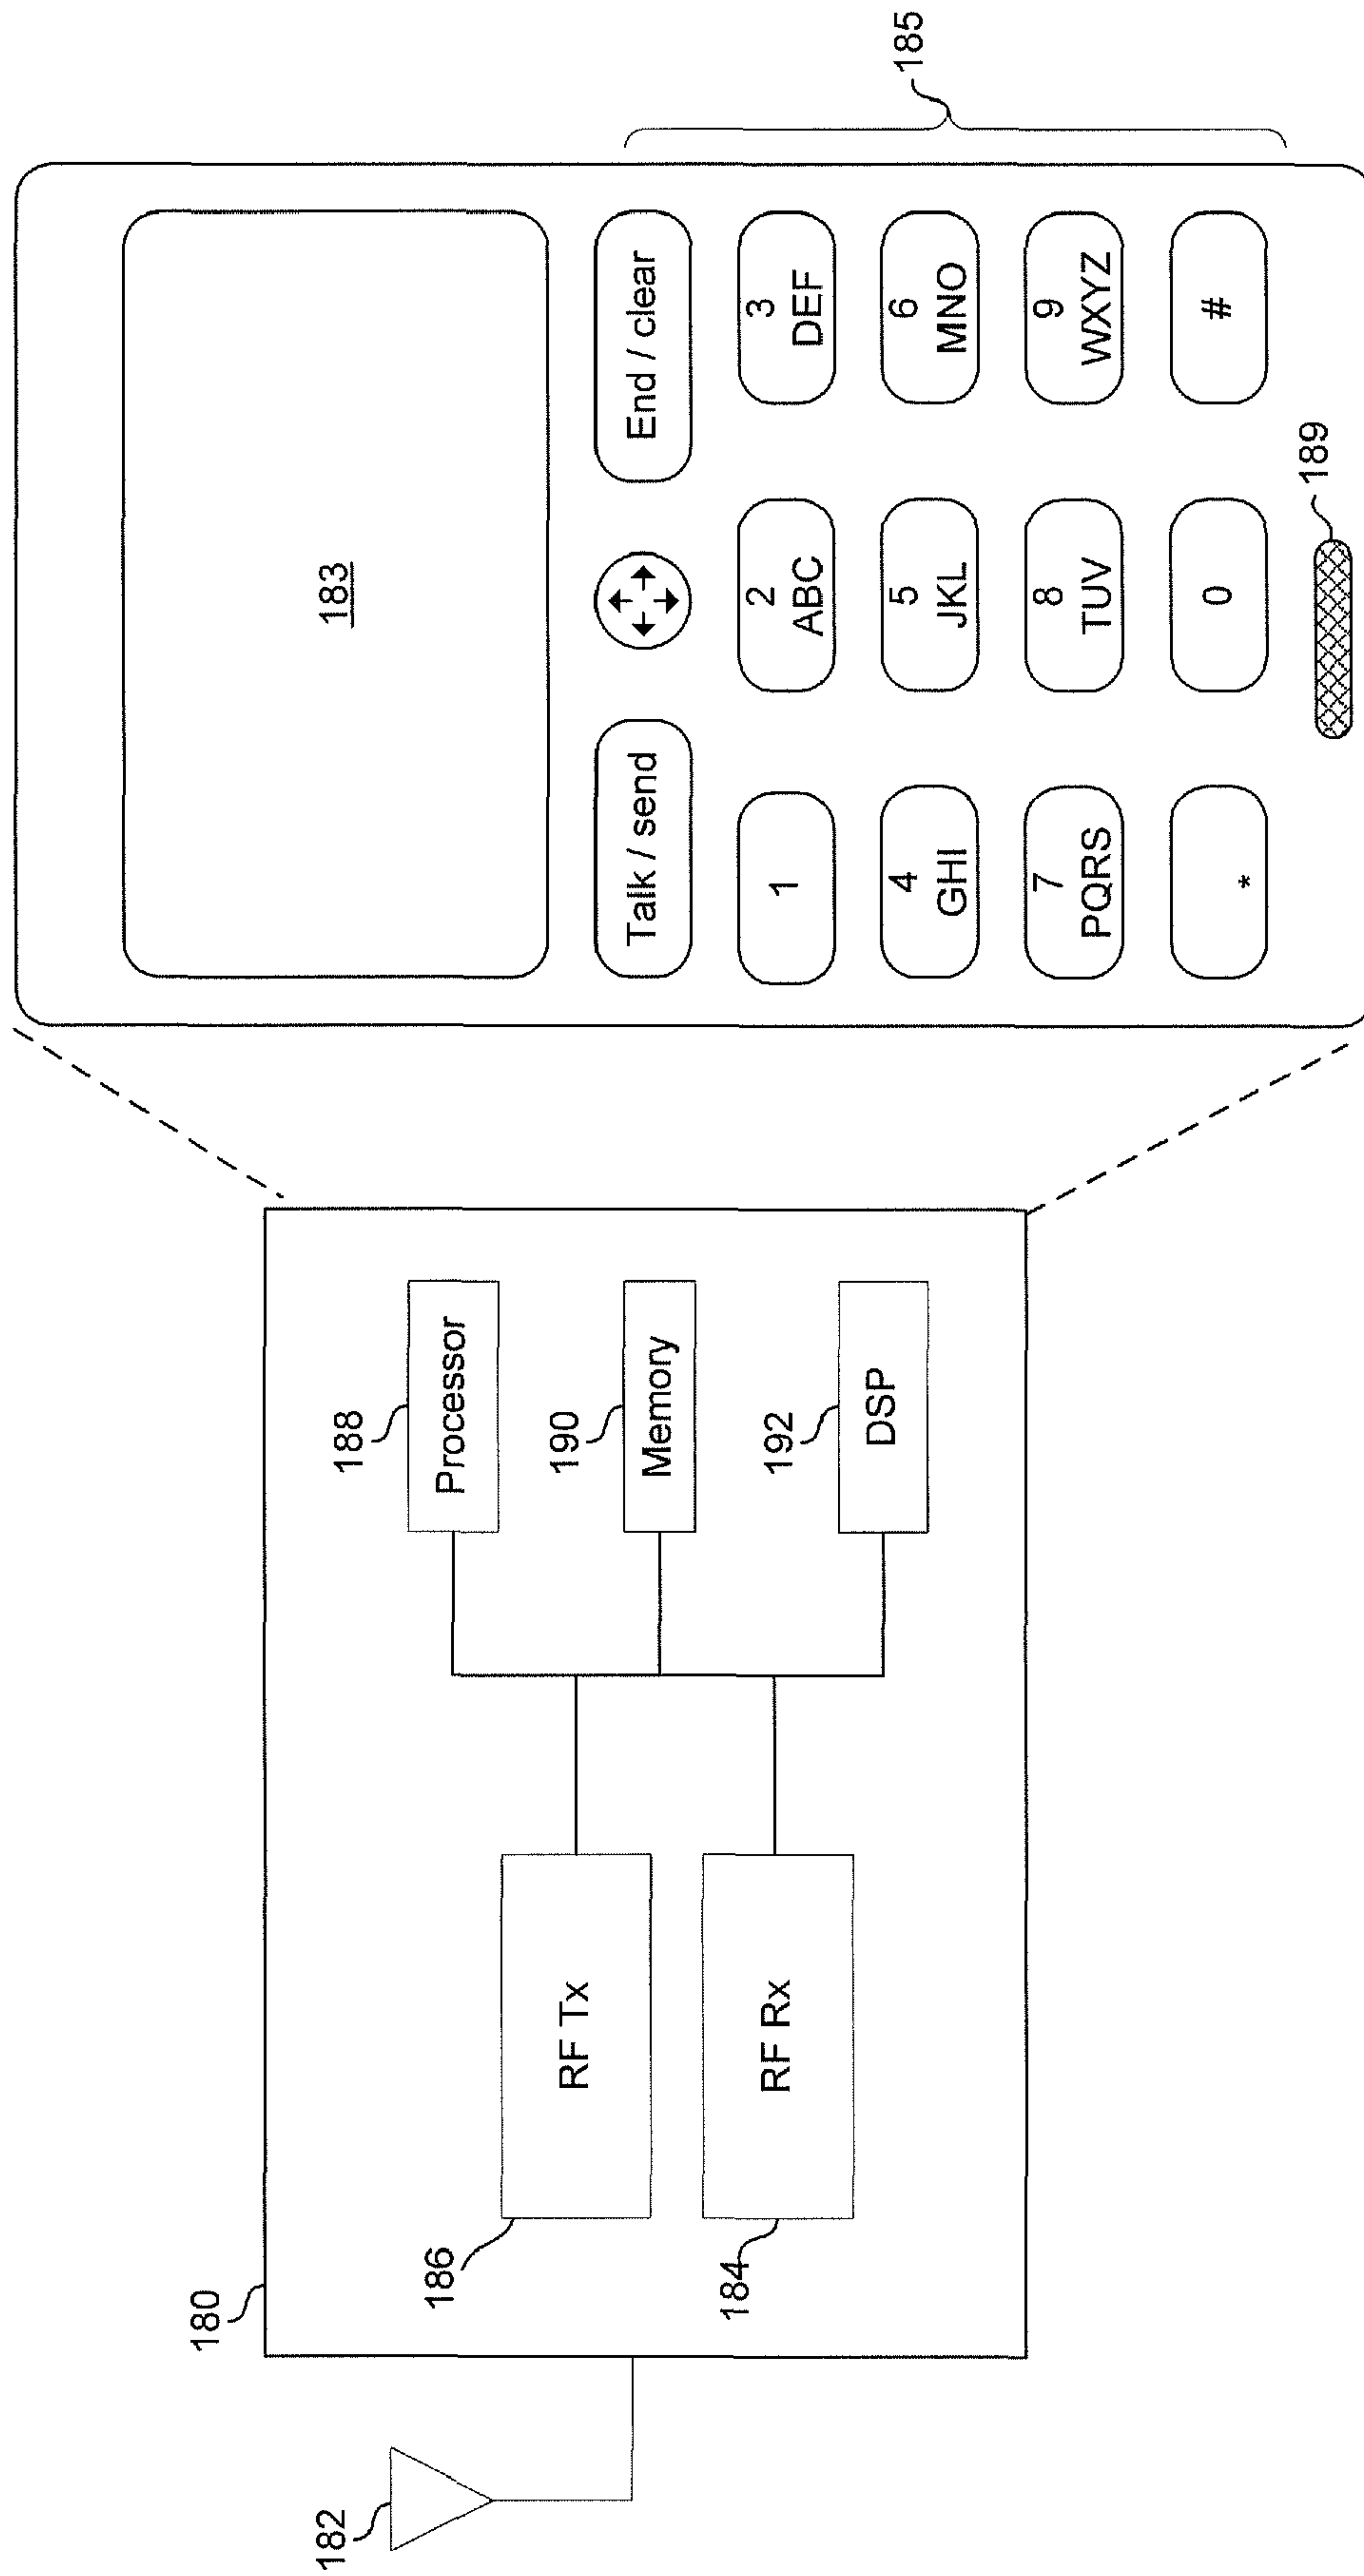 182
180
186
RF Tx
184
RF Rx
188
Processor
190
Memory
192
DSP
183
Talk / send
End / clear
1
2
ABC
3
DEF
4
GHI
5
JKL
6
MNO
7
PQRS
8
TUV
9
WXYZ
*
0
#
185
189